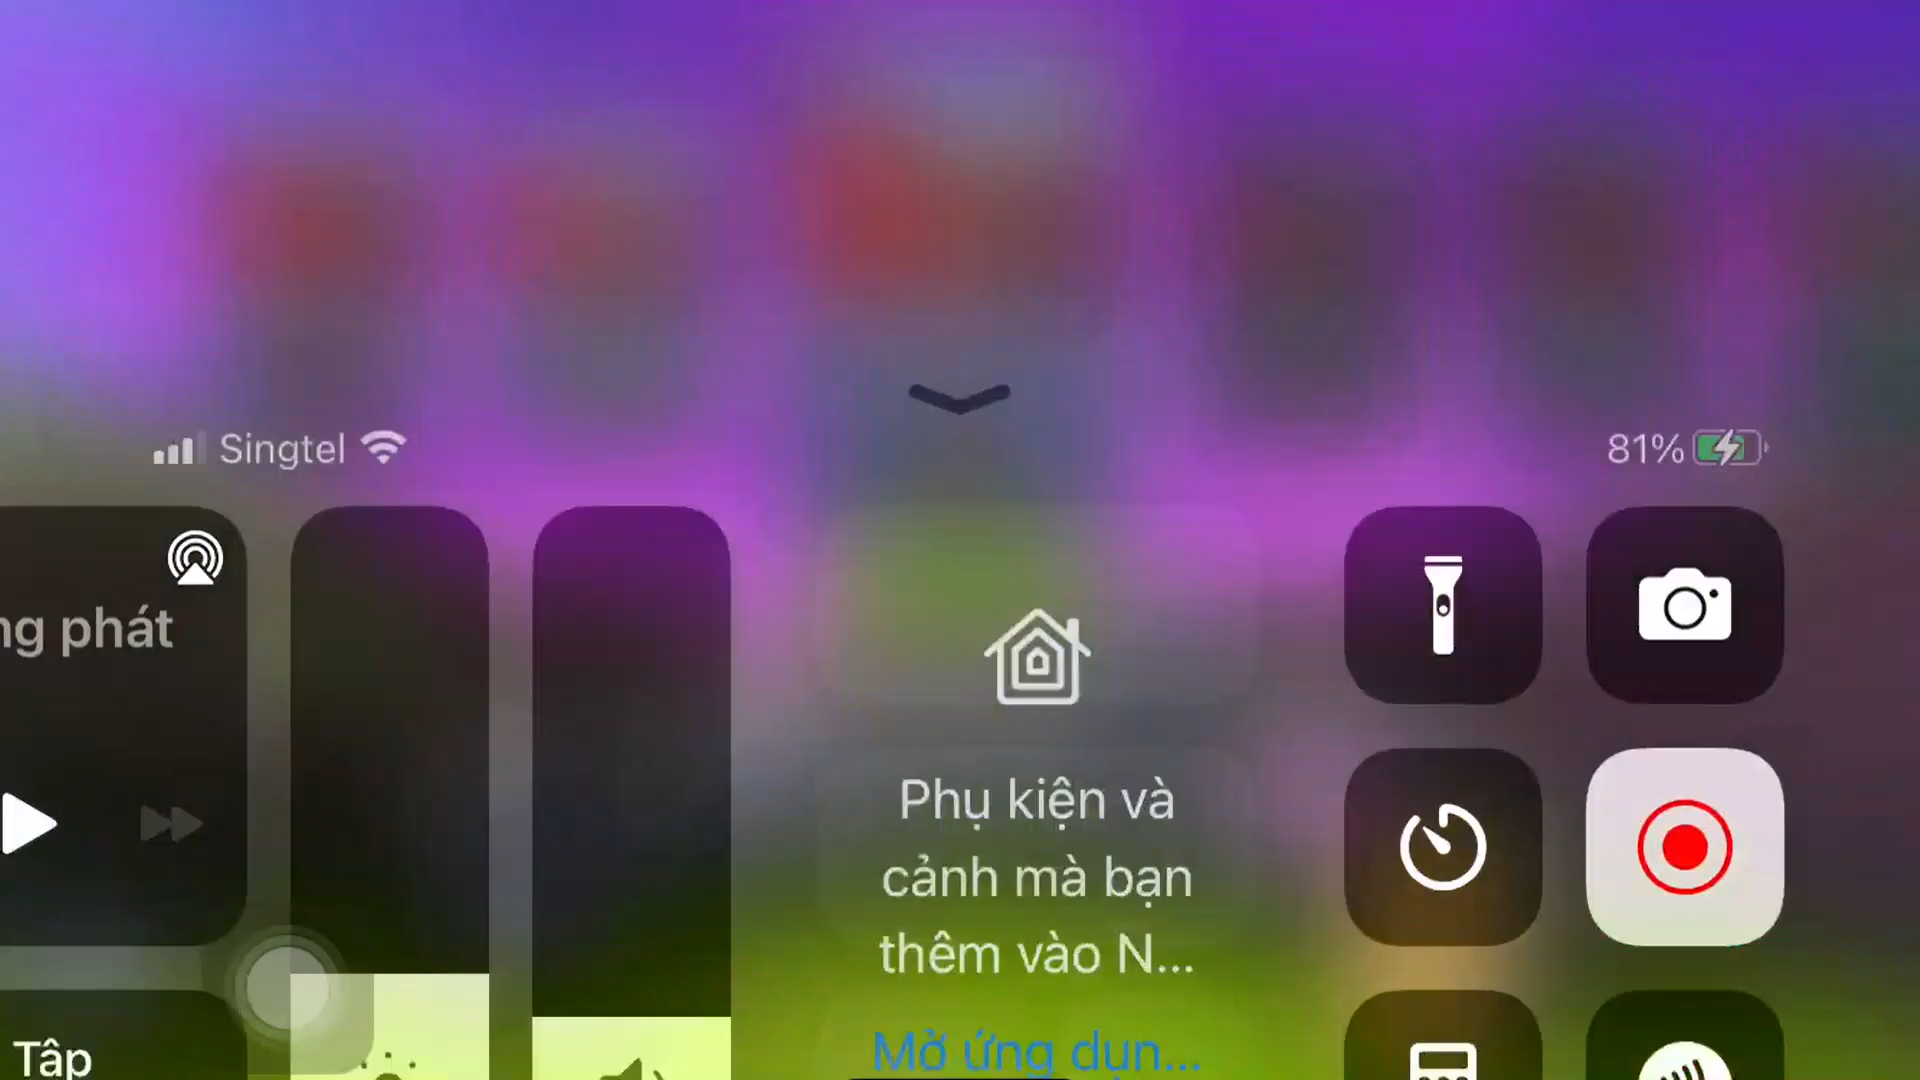 Singtel
81%
ng phát
Phụ kiện và
cảnh mà bạn
thêm vào N...
Mở ứng dụn...
Tập